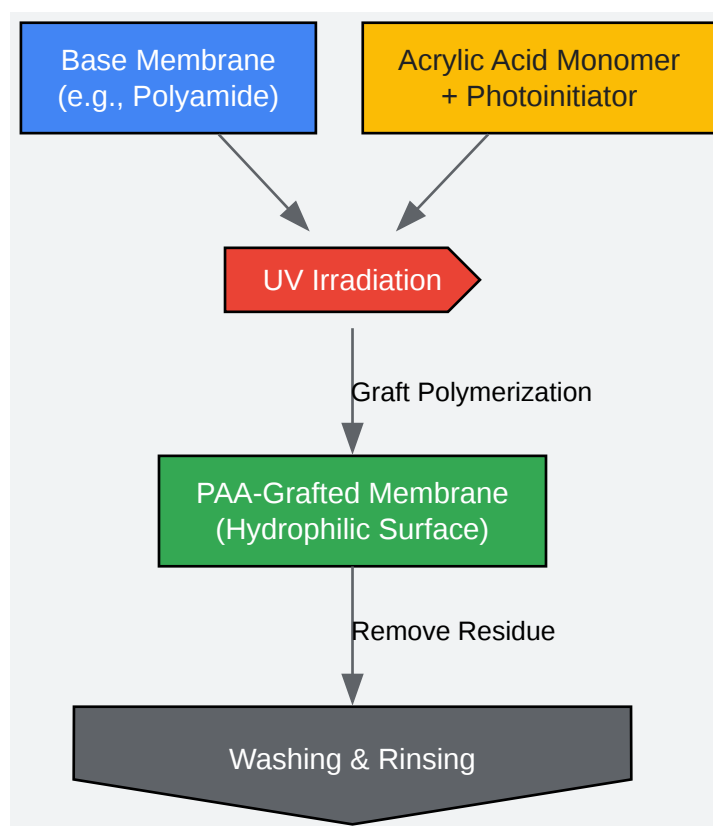 Base Membrane
(e.g., Polyamide)
Acrylic Acid Monomer
+ Photoinitiator
UV Irradiation
Graft Polymerization
PAA-Grafted Membrane
(Hydrophilic Surface)
Remove Residue
Washing & Rinsing